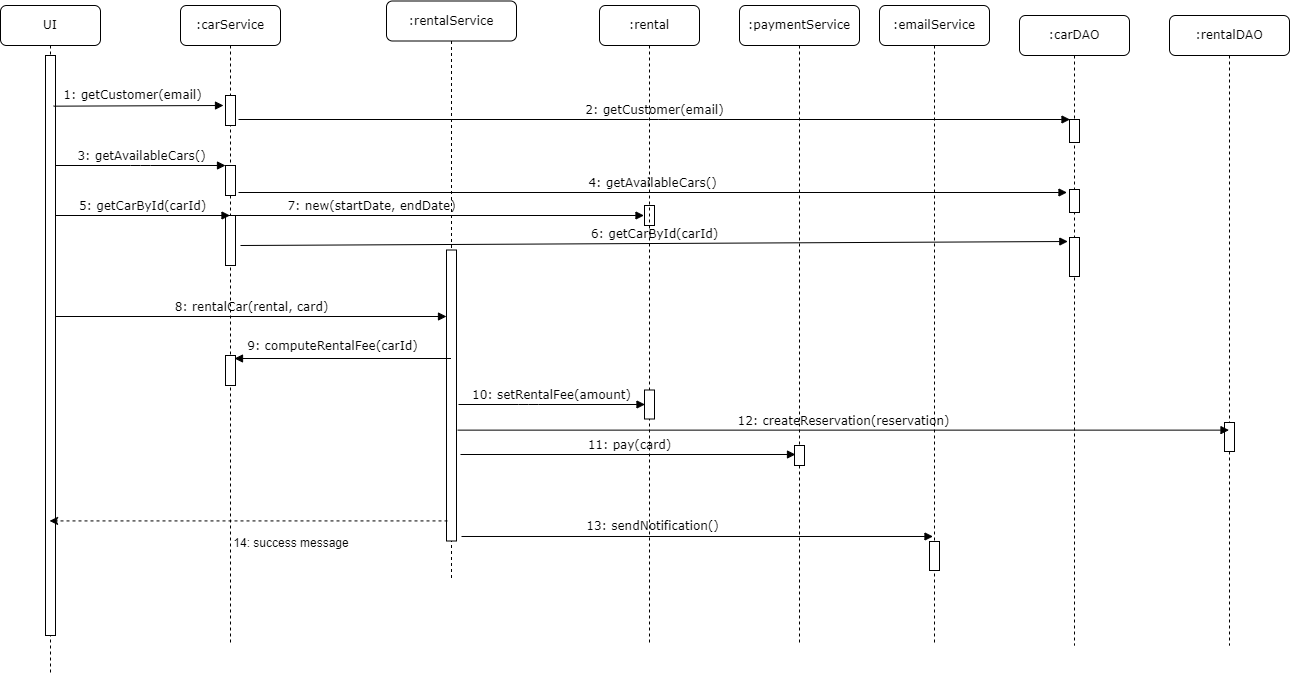 UI
:carService
:rentalService
:rental
:paymentService
:emailService
:carDAO
:rentalDAO
1: getCustomer(email)
2: getCustomer(email)
3: getAvailableCars()
4: getAvailableCars()
5: getCarById(carId)
7: new(startDate, endDate)
6: getCarById(carId)
8: rentalCar(rental, card)
9: computeRentalFee(carId)
10: setRentalFee(amount)
12: createReservation(reservation)
11: pay(card)
13: sendNotification()
14: success message